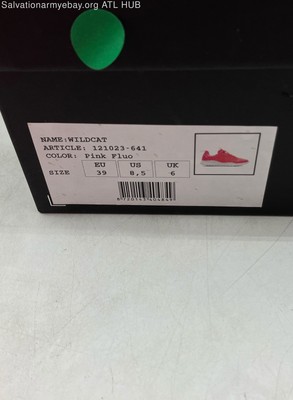 Salvationarmyebay.org ATL HUB
NAME:WILDCAT
ARTICLE: 121023-641
COLOR: Pink Fluo
SIZE
EU US UK
39 8,5 6